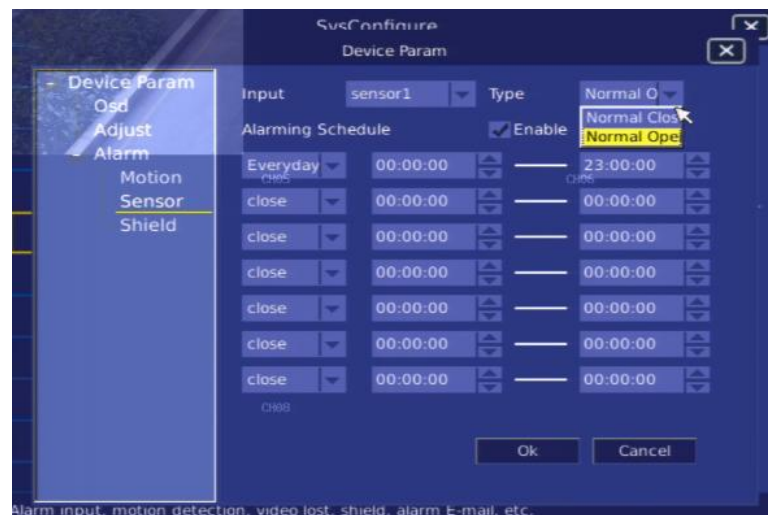 SysConfigure
Device Param
- Device Param
Osd
Adjust
- Alarm
Motion
Sensor
Shield
Input sensor1 Type Normal O
Normal Clos
Normal Ope
Alarming Schedule Enable
Everyday 00:00:00 23:00:00
CH05 CH06
close 00:00:00 00:00:00
close 00:00:00 00:00:00
close 00:00:00 00:00:00
close 00:00:00 00:00:00
close 00:00:00 00:00:00
close 00:00:00 00:00:00
CH08
Ok Cancel
Alarm input, motion detection, video lost, shield, alarm E-mail, etc.